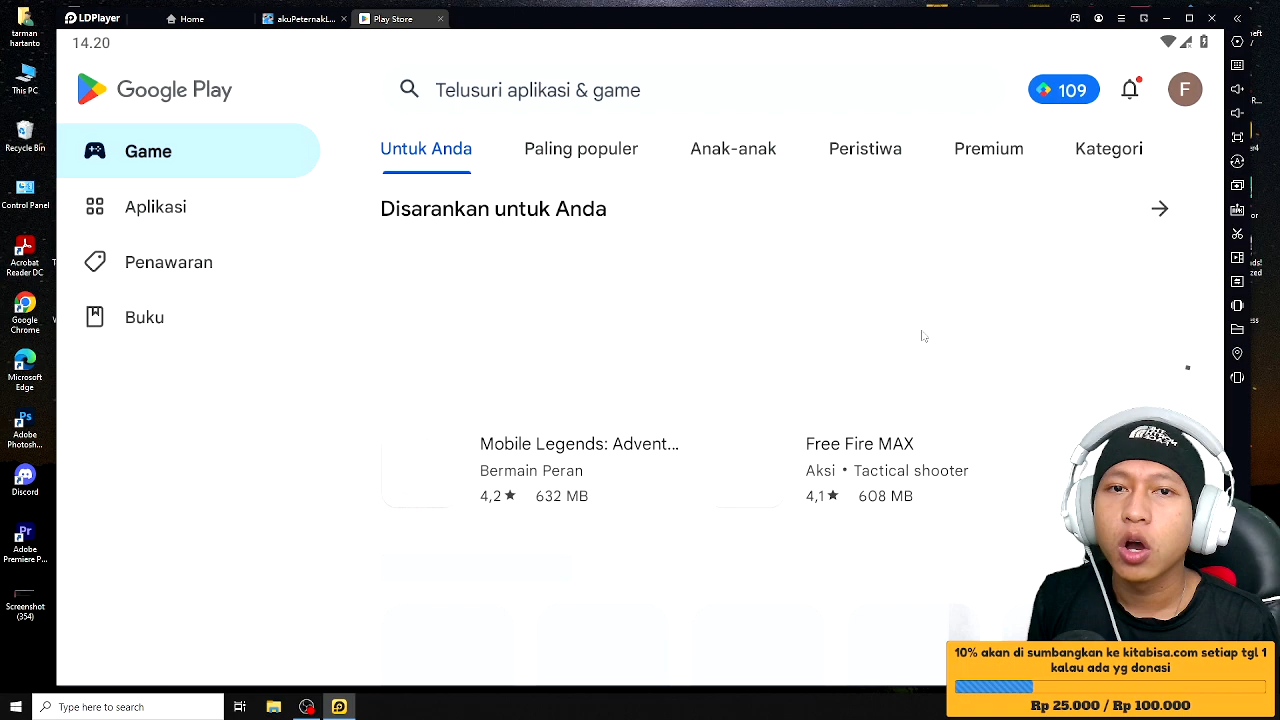 tarman
hartanto
This PC
Recycle Bin
Control Panel
Acrobat
Reader DC
Google
Chrome
Microsoft
Edge
Adobe
Photosh...
Discord
Adobe
Premiere P...
Screenshot
(354)
LDPlayer
Home
akuPeternakL...
Play Store
14.20
Google Play
Telusuri aplikasi & game
109
F
Game
Aplikasi
Penawaran
Buku
Untuk Anda
Paling populer
Anak-anak
Peristiwa
Premium
Kategori
Disarankan untuk Anda
Mobile Legends: Advent...
Bermain Peran
4,2★ 632 MB
Free Fire MAX
Aksi • Tactical shooter
4,1★ 608 MB
10% akan di sumbangkan ke kitabisa.com setiap tgl 1
kalau ada yg donasi
Rp 25.000 / Rp 100.000
Type here to search